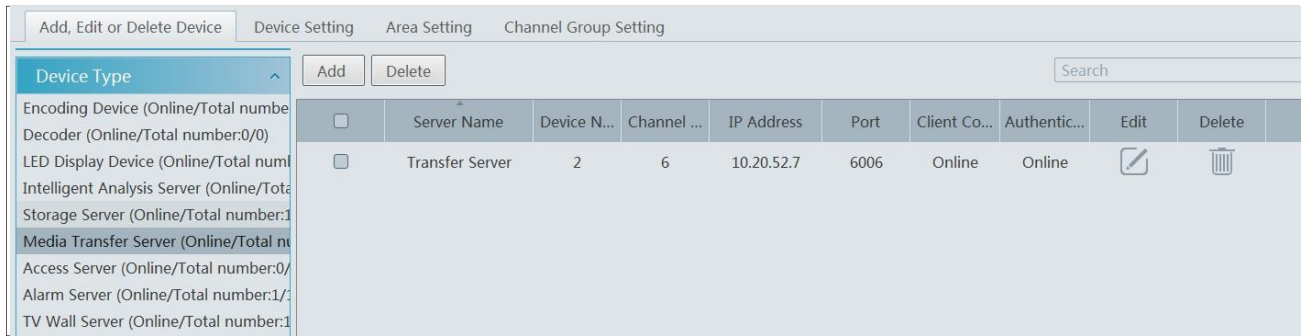 Add, Edit or Delete Device Device Setting Area Setting Channel Group Setting
Device Type
Encoding Device (Online/Total numbe
Decoder (Online/Total number:0/0)
LED Display Device (Online/Total
Intelligent Analysis Server (Online/Tota
Storage Server (Online/Total number:1
Media Transfer Server (Online/Total
Access Server (Online/Total number:0/
Alarm Server (Online/Total number:1/
TV Wall Server (Online/Total number:1
Add Delete Search
Server Name Device N... Channel ... IP Address Port Client Co... Authentic... Edit Delete
Transfer Server 2 6 10.20.52.7 6006 Online Online